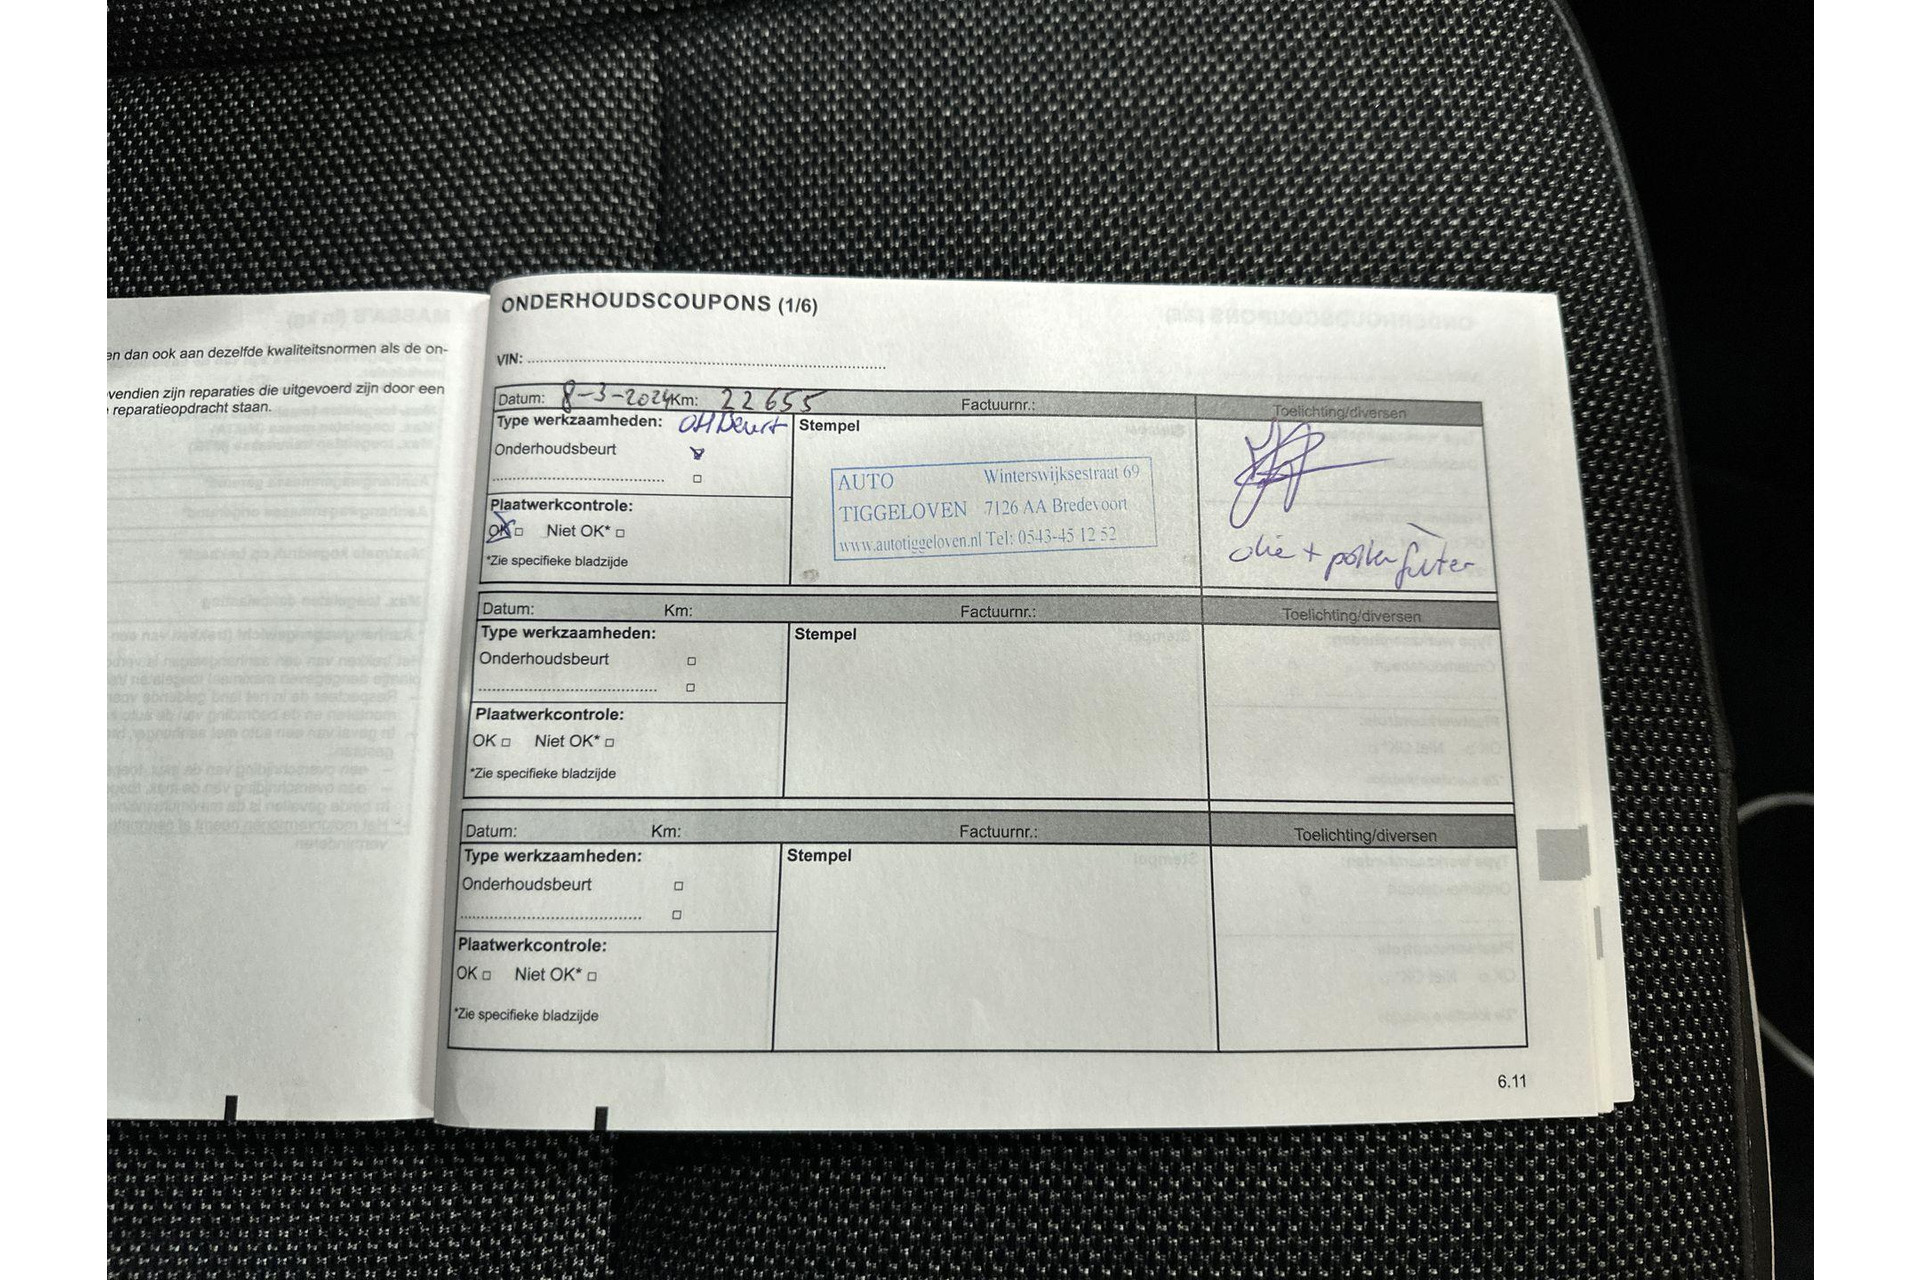 en dan ook aan dezelfde kwaliteitsnormen als de on-
vendien zijn reparaties die uitgevoerd zijn door een
reparatieopdracht staan.
ONDERHOUDSCOUPONS (1/6)
VIN:
Datum: 8-3-2024 Km: 22655 Factuurnr.: Toelichting/diversen
Type werkzaamheden: OH Beurt Stempel
Onderhoudsbeurt
Plaatwerkcontrole:
OK Niet OK*
*Zie specifieke bladzijde
AUTO Winterswijksestraat 69
TIGGELOVEN 7126 AA Bredevoort
www.autotiggeloven.nl Tel: 0543-45 12 52
olie + pollenfilter
Datum: Km: Factuurnr.: Toelichting/diversen
Type werkzaamheden: Stempel
Onderhoudsbeurt
Plaatwerkcontrole:
OK Niet OK*
*Zie specifieke bladzijde
Datum: Km: Factuurnr.: Toelichting/diversen
Type werkzaamheden: Stempel
Onderhoudsbeurt
Plaatwerkcontrole:
OK Niet OK*
*Zie specifieke bladzijde
6.11